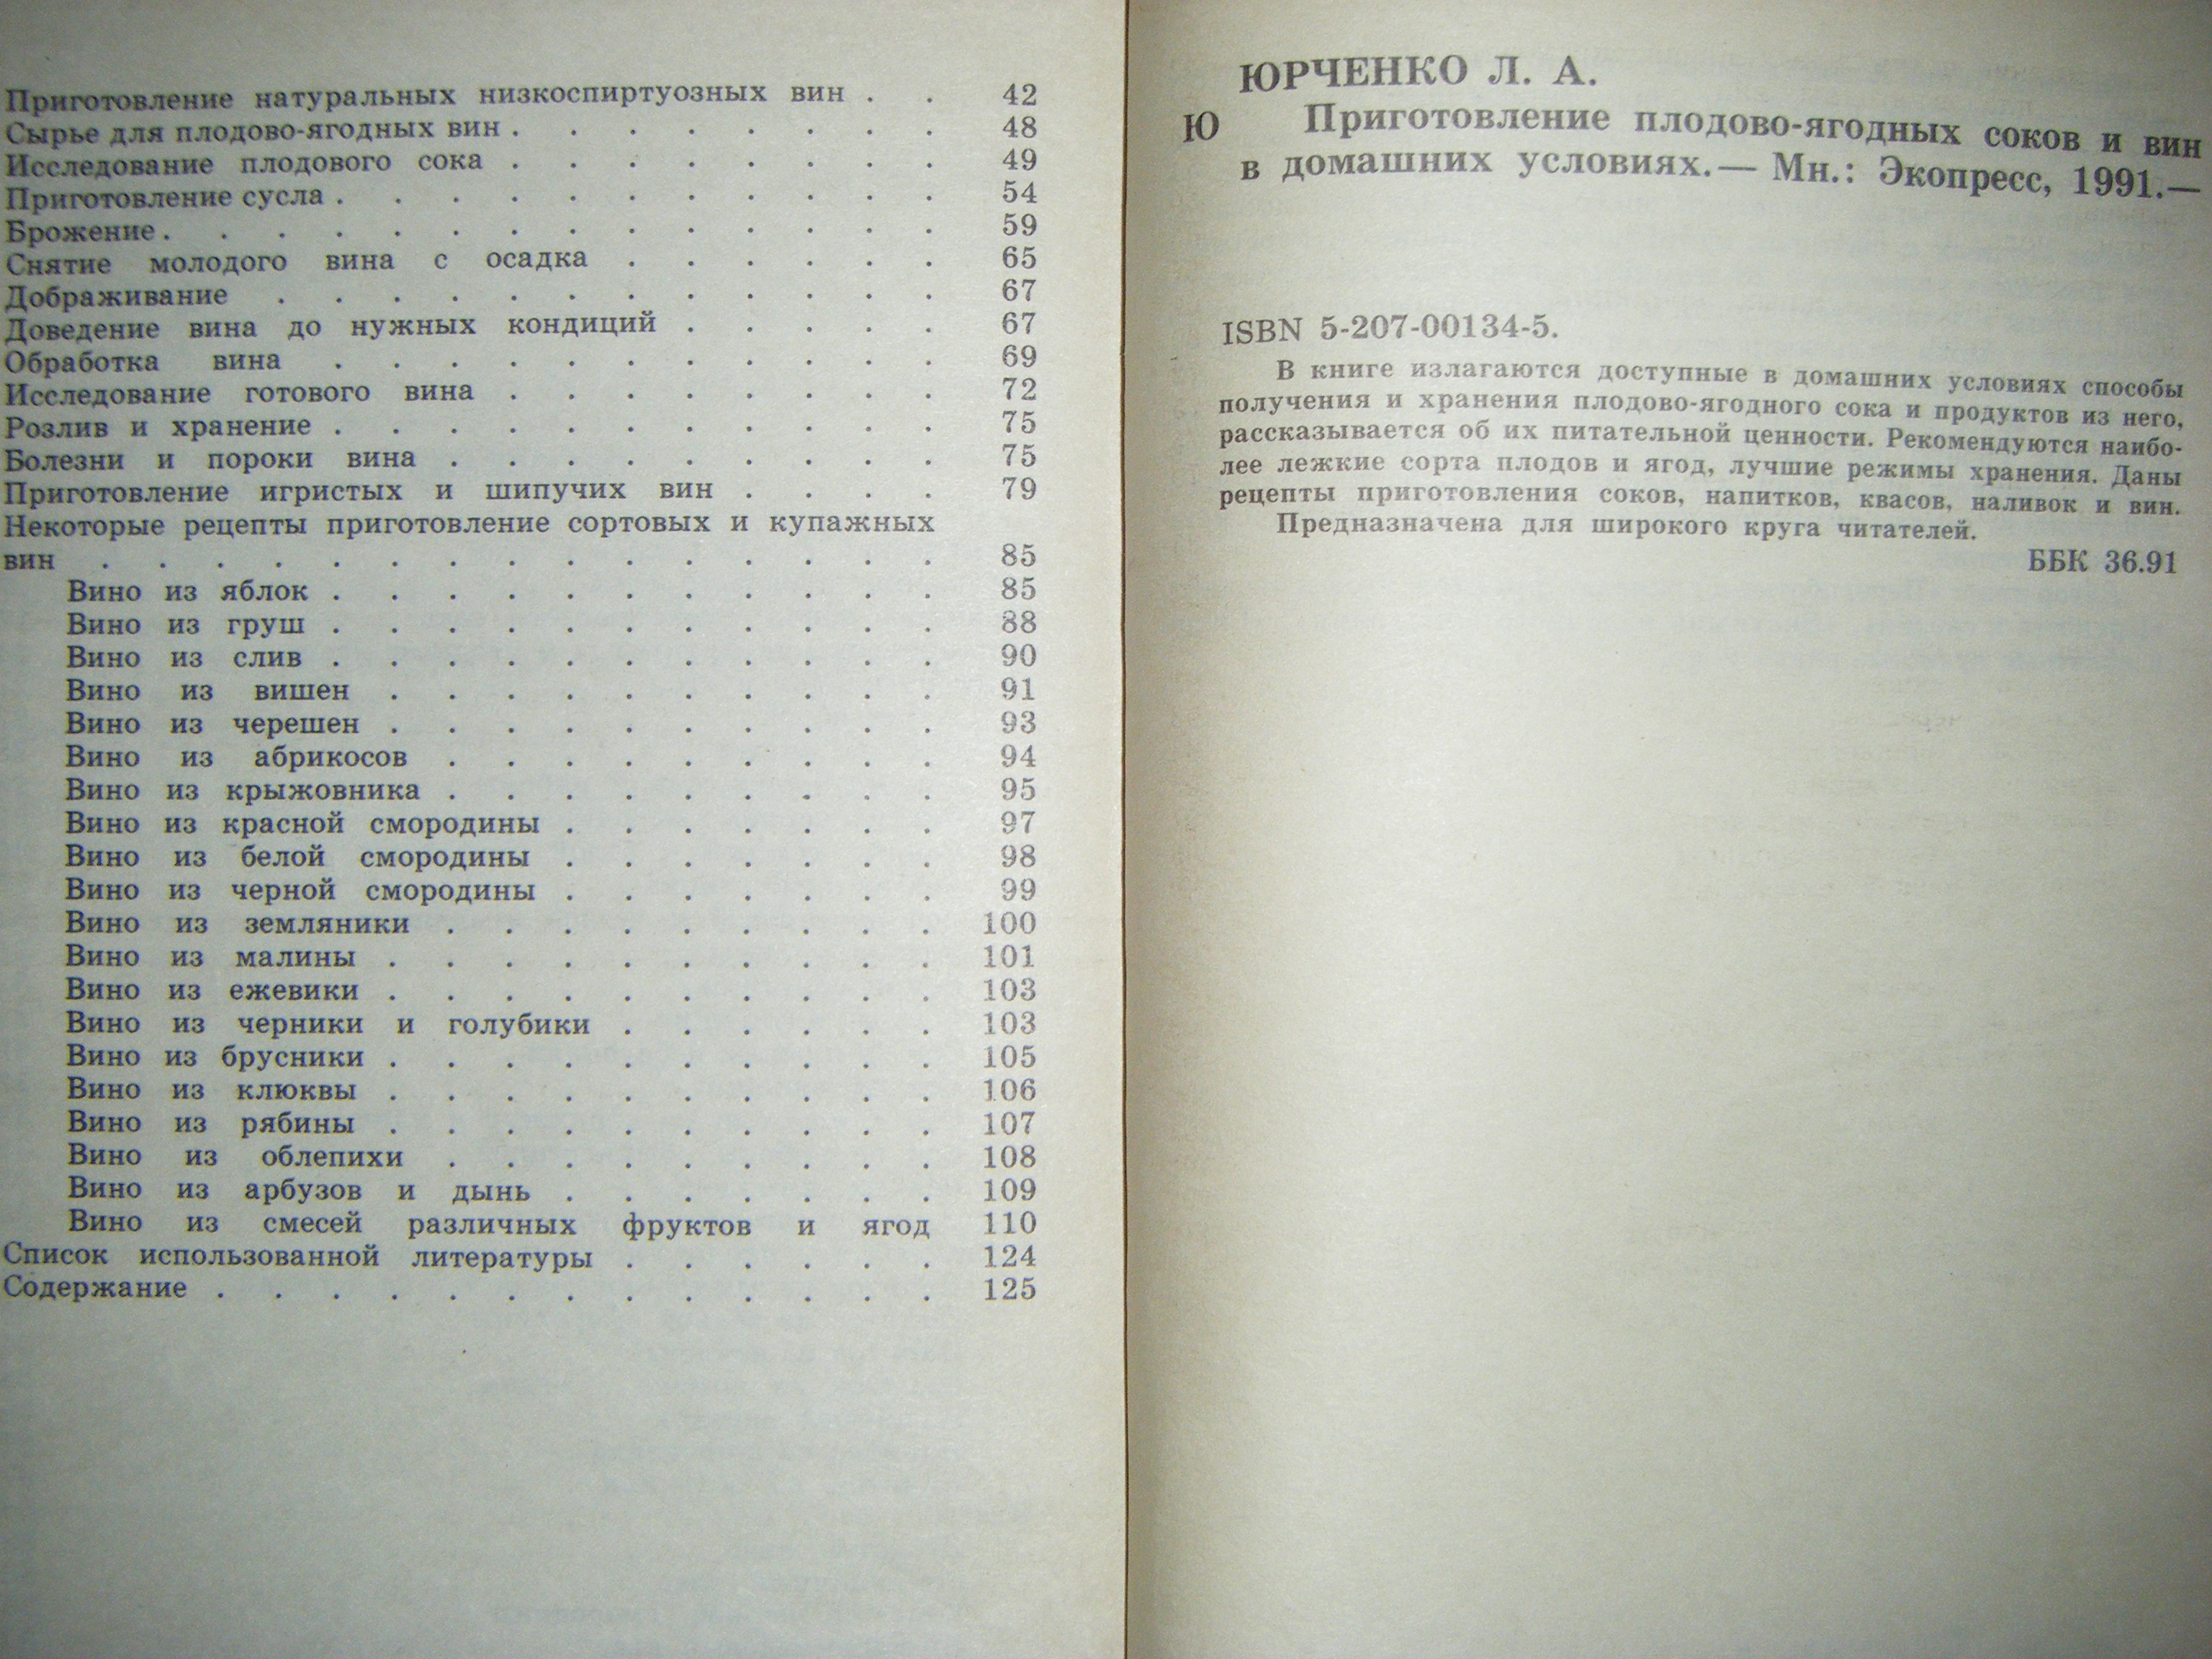 Приготовление натуральных низкоспиртуозных вин . . 42
Сырье для плодово-ягодных вин . . . . . . . . 48
Исследование плодового сока . . . . . . . . 49
Приготовление сусла . . . . . . . . . . . 54
Брожение . . . . . . . . . . . . . . 59
Снятие молодого вина с осадка . . . . . . 65
Дображивание . . . . . . . . . . . . 67
Доведение вина до нужных кондиций . . . . . 67
Обработка вина . . . . . . . . . . . 69
Исследование готового вина . . . . . . . . 72
Розлив и хранение . . . . . . . . . . . 75
Болезни и пороки вина . . . . . . . . . 75
Приготовление игристых и шипучих вин . . . . 79
Некоторые рецепты приготовление сортовых и купажных
вин . . . . . . . . . . . . . . . 85
Вино из яблок . . . . . . . . . . . 85
Вино из груш . . . . . . . . . . . 88
Вино из слив . . . . . . . . . . . 90
Вино из вишен . . . . . . . . . . 91
Вино из черешен . . . . . . . . . . 93
Вино из абрикосов . . . . . . . . . 94
Вино из крыжовника . . . . . . . . . 95
Вино из красной смородины . . . . . . . 97
Вино из белой смородины . . . . . . . 98
Вино из черной смородины . . . . . . . 99
Вино из земляники . . . . . . . . . 100
Вино из малины . . . . . . . . . . 101
Вино из ежевики . . . . . . . . . . 103
Вино из черники и голубики . . . . . . 103
Вино из брусники . . . . . . . . . . 105
Вино из клюквы . . . . . . . . . . 106
Вино из рябины . . . . . . . . . . 107
Вино из облепихи . . . . . . . . . 108
Вино из арбузов и дынь . . . . . . . 109
Вино из смесей различных фруктов и ягод 110
Список использованной литературы . . . . . . 124
Содержание . . . . . . . . . . . . . 125
ЮРЧЕНКО Л. А.
Ю Приготовление плодово-ягодных соков и вин
в домашних условиях.— Мн.: Экопресс, 1991.—
ISBN 5-207-00134-5.
В книге излагаются доступные в домашних условиях способы
получения и хранения плодово-ягодного сока и продуктов из него,
рассказывается об их питательной ценности. Рекомендуются наибо-
лее лежкие сорта плодов и ягод, лучшие режимы хранения. Даны
рецепты приготовления соков, напитков, квасов, наливок и вин.
Предназначена для широкого круга читателей.
ББК 36.91